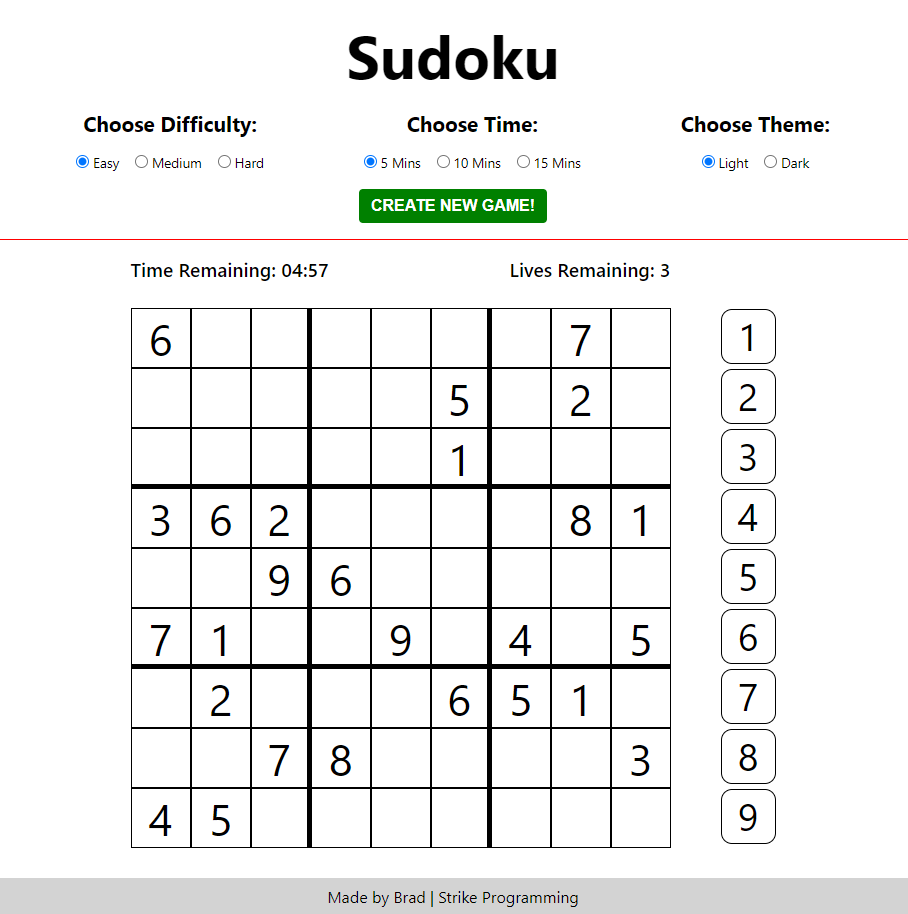 Sudoku
Choose Difficulty: Choose Time: Choose Theme:
Easy Medium Hard 5 Mins 10 Mins 15 Mins Light Dark
CREATE NEW GAME!
Time Remaining: 04:57 Lives Remaining: 3
6 7 1
5 2 2
1 3
3 6 2 8 1 4
9 6 5
7 1 9 4 5 6
2 6 5 1 7
7 8 3 8
4 5 9
Made by Brad | Strike Programming